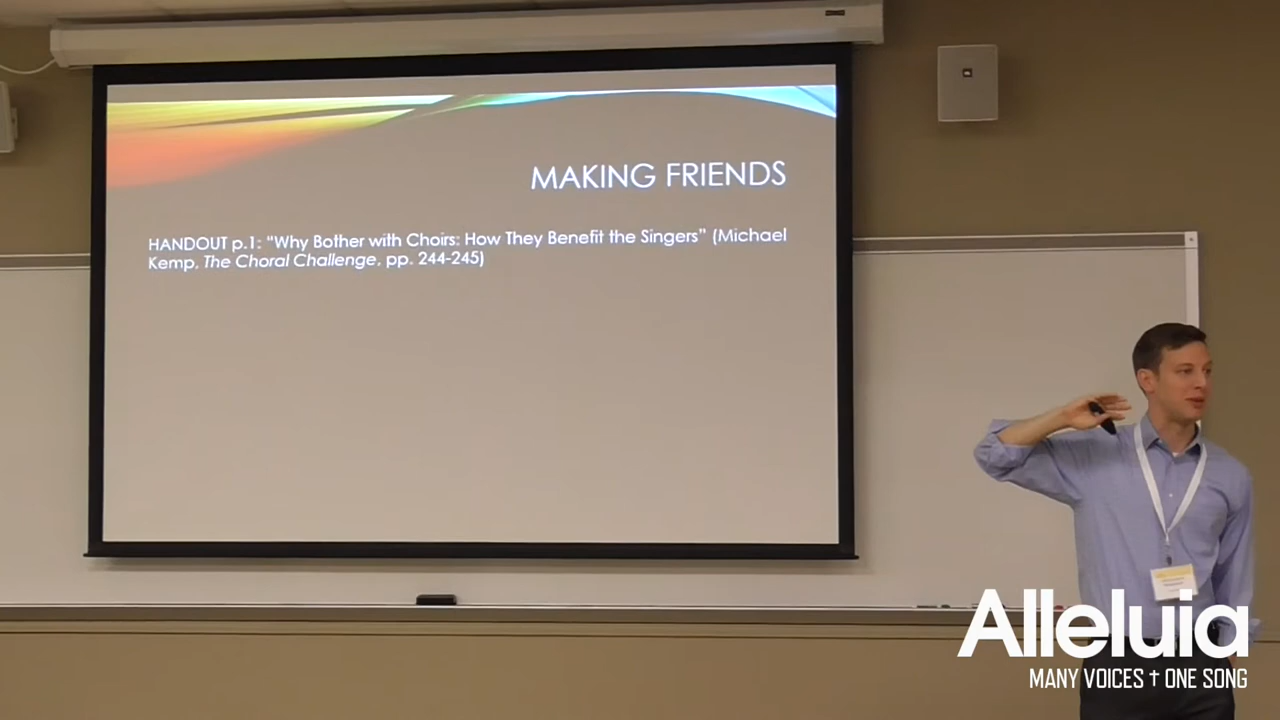 MAKING FRIENDS
HANDOUT p.1: “Why Bother with Choirs: How They Benefit the Singers” (Michael
Kemp, The Choral Challenge, pp. 244-245)
Alleluia
MANY VOICES † ONE SONG